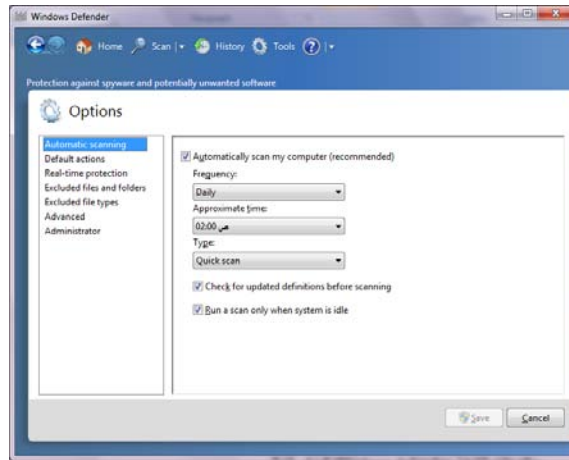 Windows Defender
Home Scan History Tools
Protection against spyware and potentially unwanted software
Options
Automatic scanning
Default actions
Real-time protection
Excluded files and folders
Excluded file types
Advanced
Administrator
Automatically scan my computer (recommended)
Frequency:
Daily
Approximate time:
02:00 ص
Type:
Quick scan
Check for updated definitions before scanning
Run a scan only when system is idle
Save Cancel